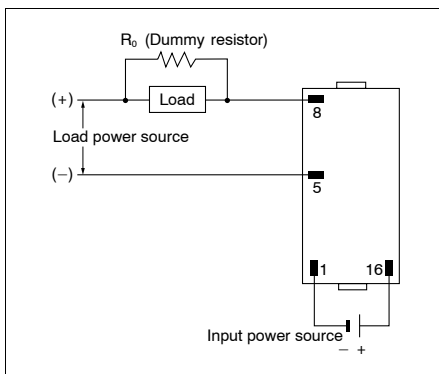 R₀ (Dummy resistor)
(+)
Load
8
Load power source
(−)
5
1
16
Input power source
− +